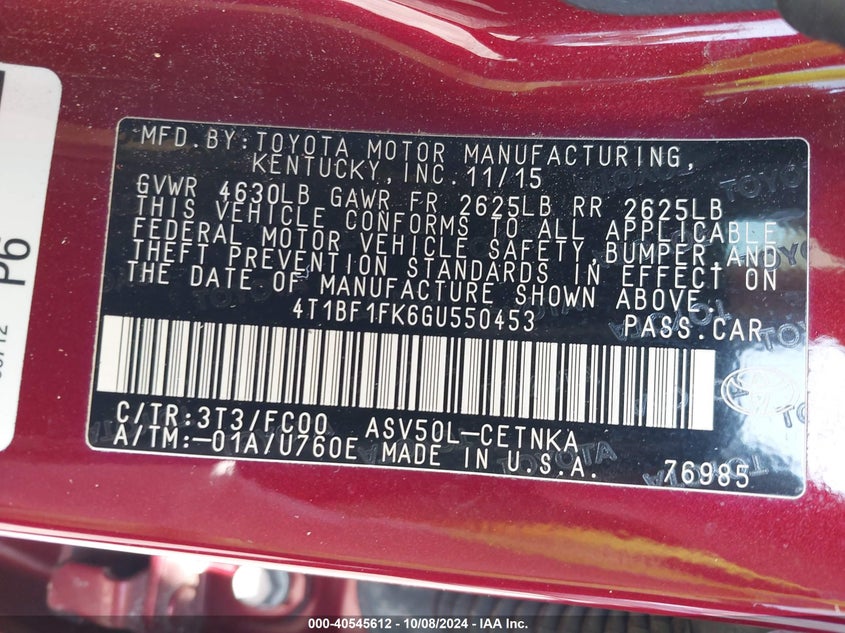 MFD.BY:TOYOTA MOTOR MANUFACTURING,
KENTUCKY, INC. 11/15
GVWR 4630LB GAWR FR 2625LB RR 2625LB
THIS VEHICLE CONFORMS TO ALL APPLICABLE
FEDERAL MOTOR VEHICLE SAFETY,BUMPER,AND
THEFT PREVENTION STANDARDS IN EFFECT ON
THE DATE OF MANUFACTURE SHOWN ABOVE.
4T1BF1FK6GU550453 PASS.CAR
C/TR:3T3/FC00 ASV50L-CETNKA
A/TM:-01A/U760E MADE IN U.S.A. 76985
P6
000-40545612 - 10/08/2024 - IAA Inc.